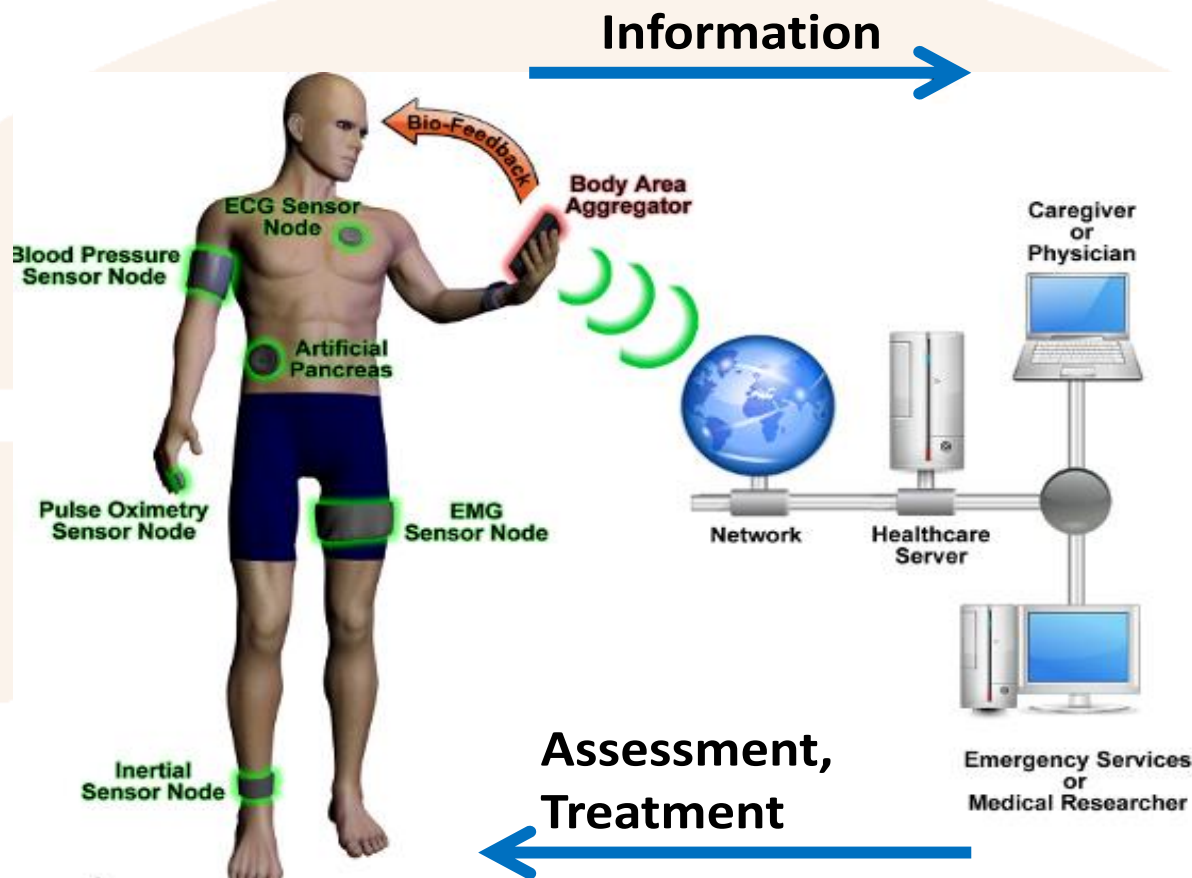 Information
Bio-Feedback
Body Area
Aggregator
ECG Sensor
Node
Blood Pressure
Sensor Node
Caregiver
or
Physician
Artificial
Pancreas
Pulse Oximetry
Sensor Node
EMG
Sensor Node
Network
Healthcare
Server
Inertial
Sensor Node
Assessment,
Treatment
Emergency Services
or
Medical Researcher